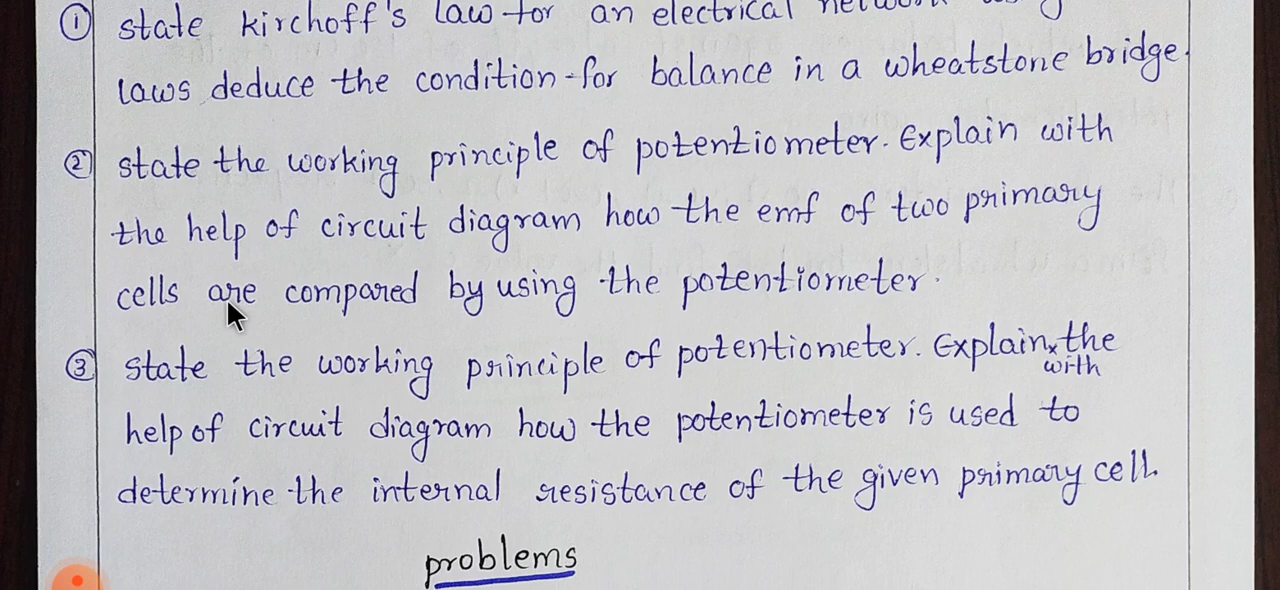 ① state kirchoff's law for an electrical
laws deduce the condition for balance in a wheatstone bridge.
② state the working principle of potentiometer. Explain with
the help of circuit diagram how the emf of two primary
cells are compared by using the potentiometer.
③ state the working principle of potentiometer. Explain the
with
help of circuit diagram how the potentiometer is used to
determine the internal resistance of the given primary cell.
problems